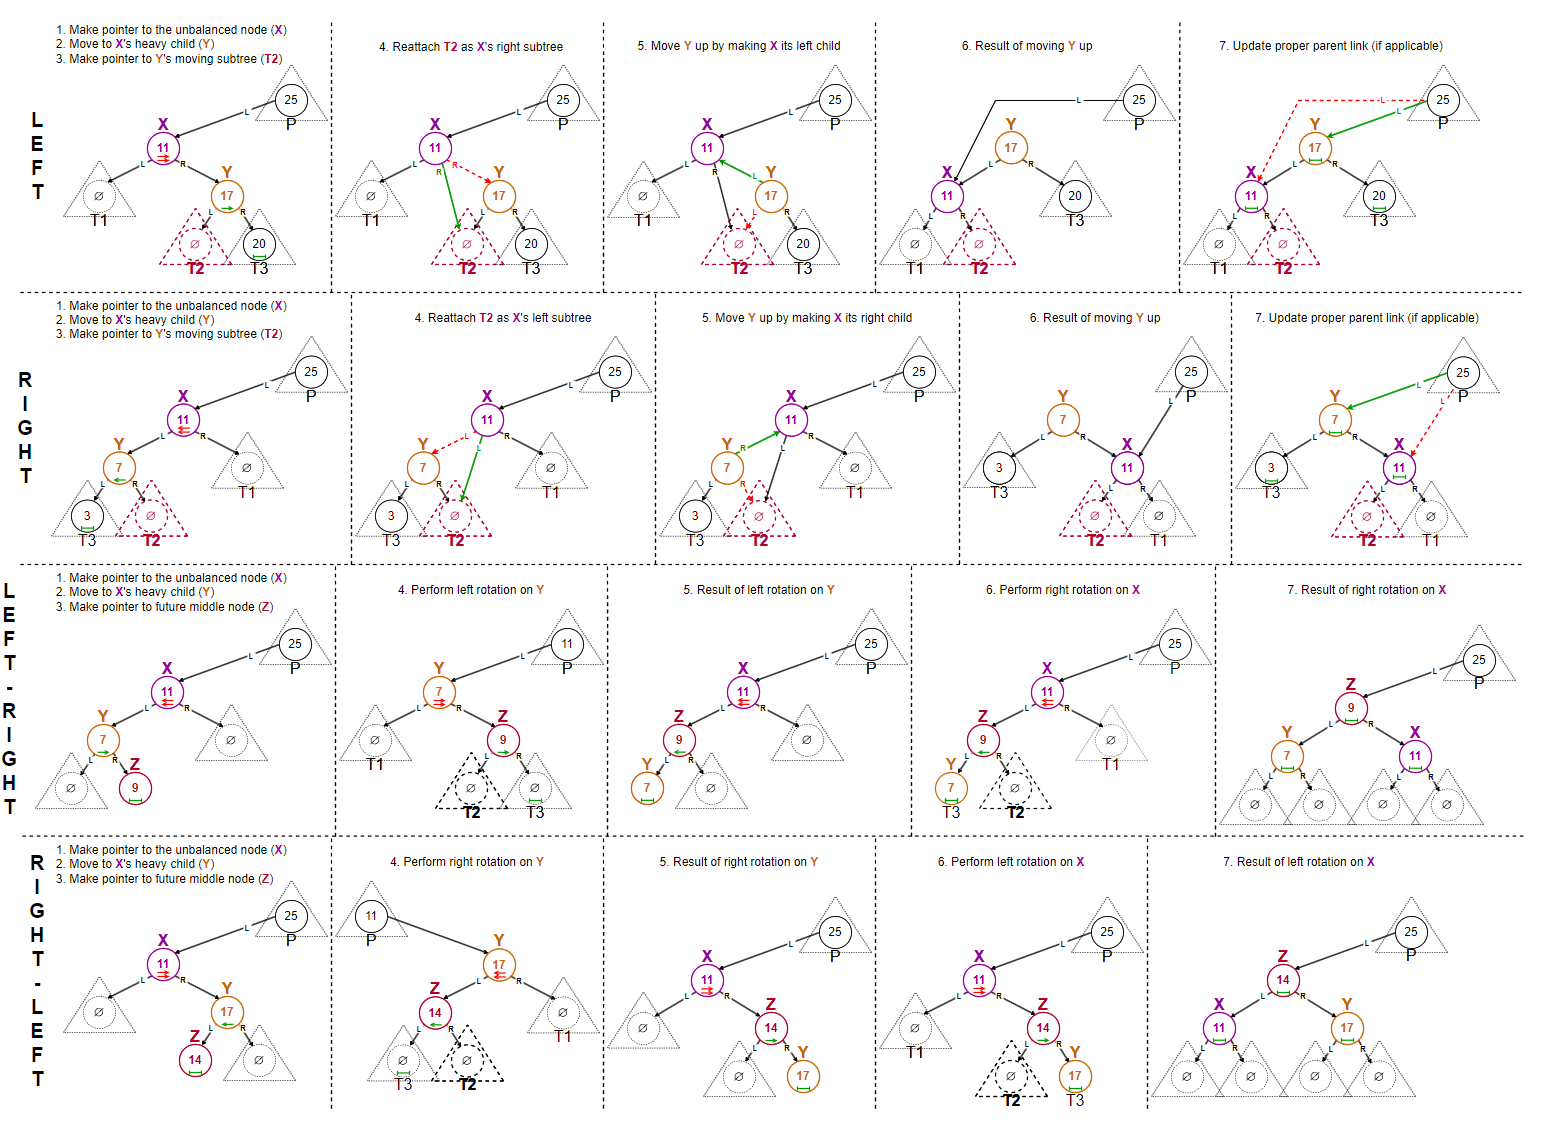 LEFT
1. Make pointer to the unbalanced node (X)
2. Move to X's heavy child (Y)
3. Make pointer to Y's moving subtree (T2)
25
P
L
X
11
L
R
Y
17
∅
T1
L
R
∅
T2
20
T3
4. Reattach T2 as X's right subtree
25
P
L
X
11
L
R
R
Y
17
∅
T1
L
R
∅
T2
20
T3
5. Move Y up by making X its left child
25
P
L
X
11
L
R
L
Y
17
∅
T1
L
R
∅
T2
20
T3
6. Result of moving Y up
L
25
P
Y
17
L
R
X
11
20
T3
L
R
∅
T1
∅
T2
7. Update proper parent link (if applicable)
L
25
L
P
Y
17
L
R
X
11
20
T3
L
R
∅
T1
∅
T2
RIGHT
1. Make pointer to the unbalanced node (X)
2. Move to X's heavy child (Y)
3. Make pointer to Y's moving subtree (T2)
25
P
L
X
11
L
R
Y
7
∅
T1
L
R
3
T3
∅
T2
4. Reattach T2 as X's left subtree
25
P
L
X
11
L
R
L
Y
7
∅
T1
L
R
3
T3
∅
T2
5. Move Y up by making X its right child
25
P
L
X
11
R
L
R
Y
7
∅
T1
L
R
3
T3
∅
T2
6. Result of moving Y up
25
P
L
Y
7
L
R
3
T3
X
11
L
R
∅
T2
∅
T1
7. Update proper parent link (if applicable)
25
P
L
L
Y
7
L
R
3
T3
X
11
L
R
∅
T2
∅
T1
LEFT-RIGHT
1. Make pointer to the unbalanced node (X)
2. Move to X's heavy child (Y)
3. Make pointer to future middle node (Z)
25
P
L
X
11
L
R
Y
7
∅
L
R
∅
Z
9
4. Perform left rotation on Y
11
P
L
Y
7
L
R
∅
T1
Z
9
L
R
∅
T2
∅
T3
5. Result of left rotation on Y
25
P
L
X
11
L
R
Z
9
∅
L
R
Y
7
∅
6. Perform right rotation on X
25
P
L
X
11
L
R
Z
9
∅
T1
L
R
Y
7
T3
∅
T2
7. Result of right rotation on X
25
P
L
Z
9
L
R
Y
7
X
11
L
R
L
R
∅
∅
∅
∅
RIGHT-LEFT
1. Make pointer to the unbalanced node (X)
2. Move to X's heavy child (Y)
3. Make pointer to future middle node (Z)
25
P
L
X
11
L
R
∅
Y
17
L
R
Z
14
∅
4. Perform right rotation on Y
11
P
Y
17
L
R
Z
14
∅
T1
L
R
∅
T3
∅
T2
5. Result of right rotation on Y
25
P
L
X
11
L
R
∅
Z
14
L
R
∅
Y
17
6. Perform left rotation on X
25
P
L
X
11
L
R
∅
T1
Z
14
L
R
∅
T2
Y
17
T3
7. Result of left rotation on X
25
P
L
Z
14
L
R
X
11
Y
17
L
R
L
R
∅
∅
∅
∅